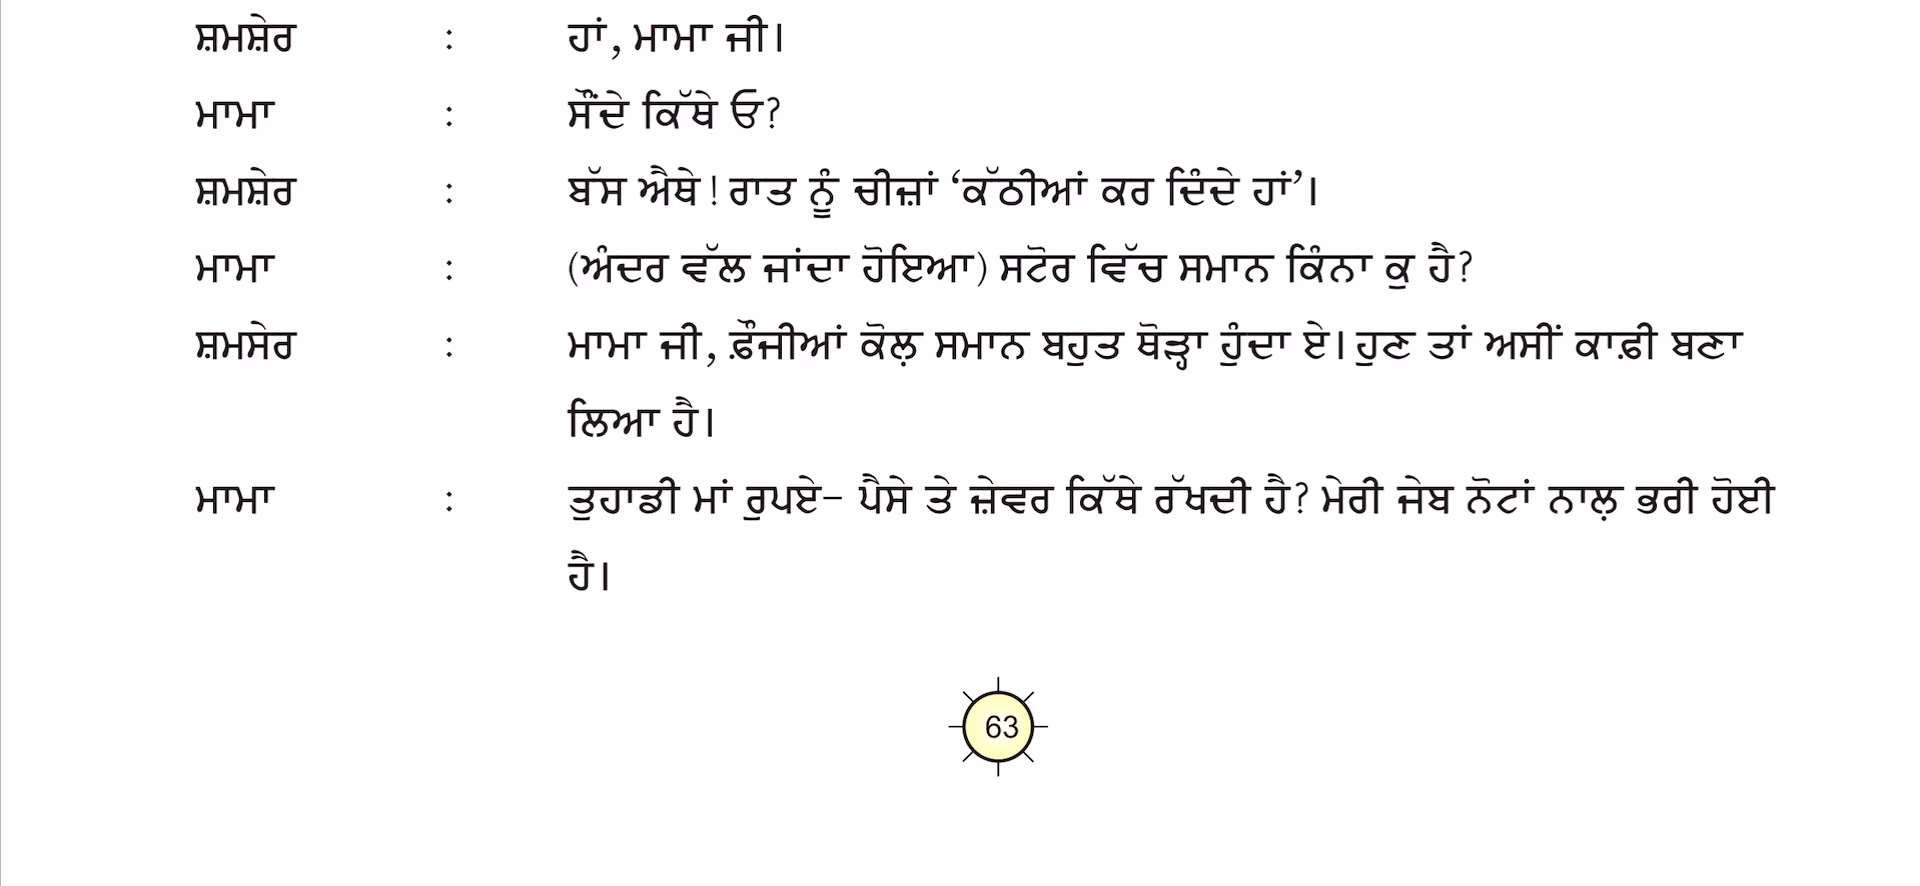 ਸ਼ਮਸ਼ੇਰ : ਹਾਂ, ਮਾਮਾ ਜੀ।
ਮਾਮਾ : ਸੌਂਦੇ ਕਿੱਥੇ ਓ?
ਸ਼ਮਸ਼ੇਰ : ਬੱਸ ਐਥੇ! ਰਾਤ ਨੂੰ ਚੀਜ਼ਾਂ ‘ਕੱਠੀਆਂ ਕਰ ਦਿੰਦੇ ਹਾਂ’।
ਮਾਮਾ : (ਅੰਦਰ ਵੱਲ ਜਾਂਦਾ ਹੋਇਆ) ਸਟੋਰ ਵਿੱਚ ਸਮਾਨ ਕਿੰਨਾ ਕੁ ਹੈ?
ਸ਼ਮਸੇਰ : ਮਾਮਾ ਜੀ, ਫ਼ੌਜੀਆਂ ਕੋਲ਼ ਸਮਾਨ ਬਹੁਤ ਥੋੜ੍ਹਾ ਹੁੰਦਾ ਏ। ਹੁਣ ਤਾਂ ਅਸੀਂ ਕਾਫ਼ੀ ਬਣਾ
ਲਿਆ ਹੈ।
ਮਾਮਾ : ਤੁਹਾਡੀ ਮਾਂ ਰੁਪਏ- ਪੈਸੇ ਤੇ ਜ਼ੇਵਰ ਕਿੱਥੇ ਰੱਖਦੀ ਹੈ? ਮੇਰੀ ਜੇਬ ਨੋਟਾਂ ਨਾਲ਼ ਭਰੀ ਹੋਈ
ਹੈ।
63